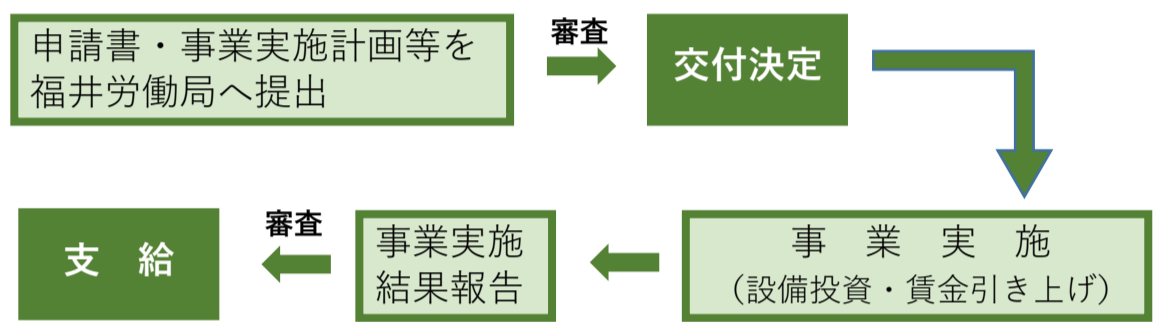 申請書・事業実施計画等を
福井労働局へ提出
審査
交付決定
事　業　実　施
（設備投資・賃金引き上げ）
事業実施
結果報告
審査
支　給